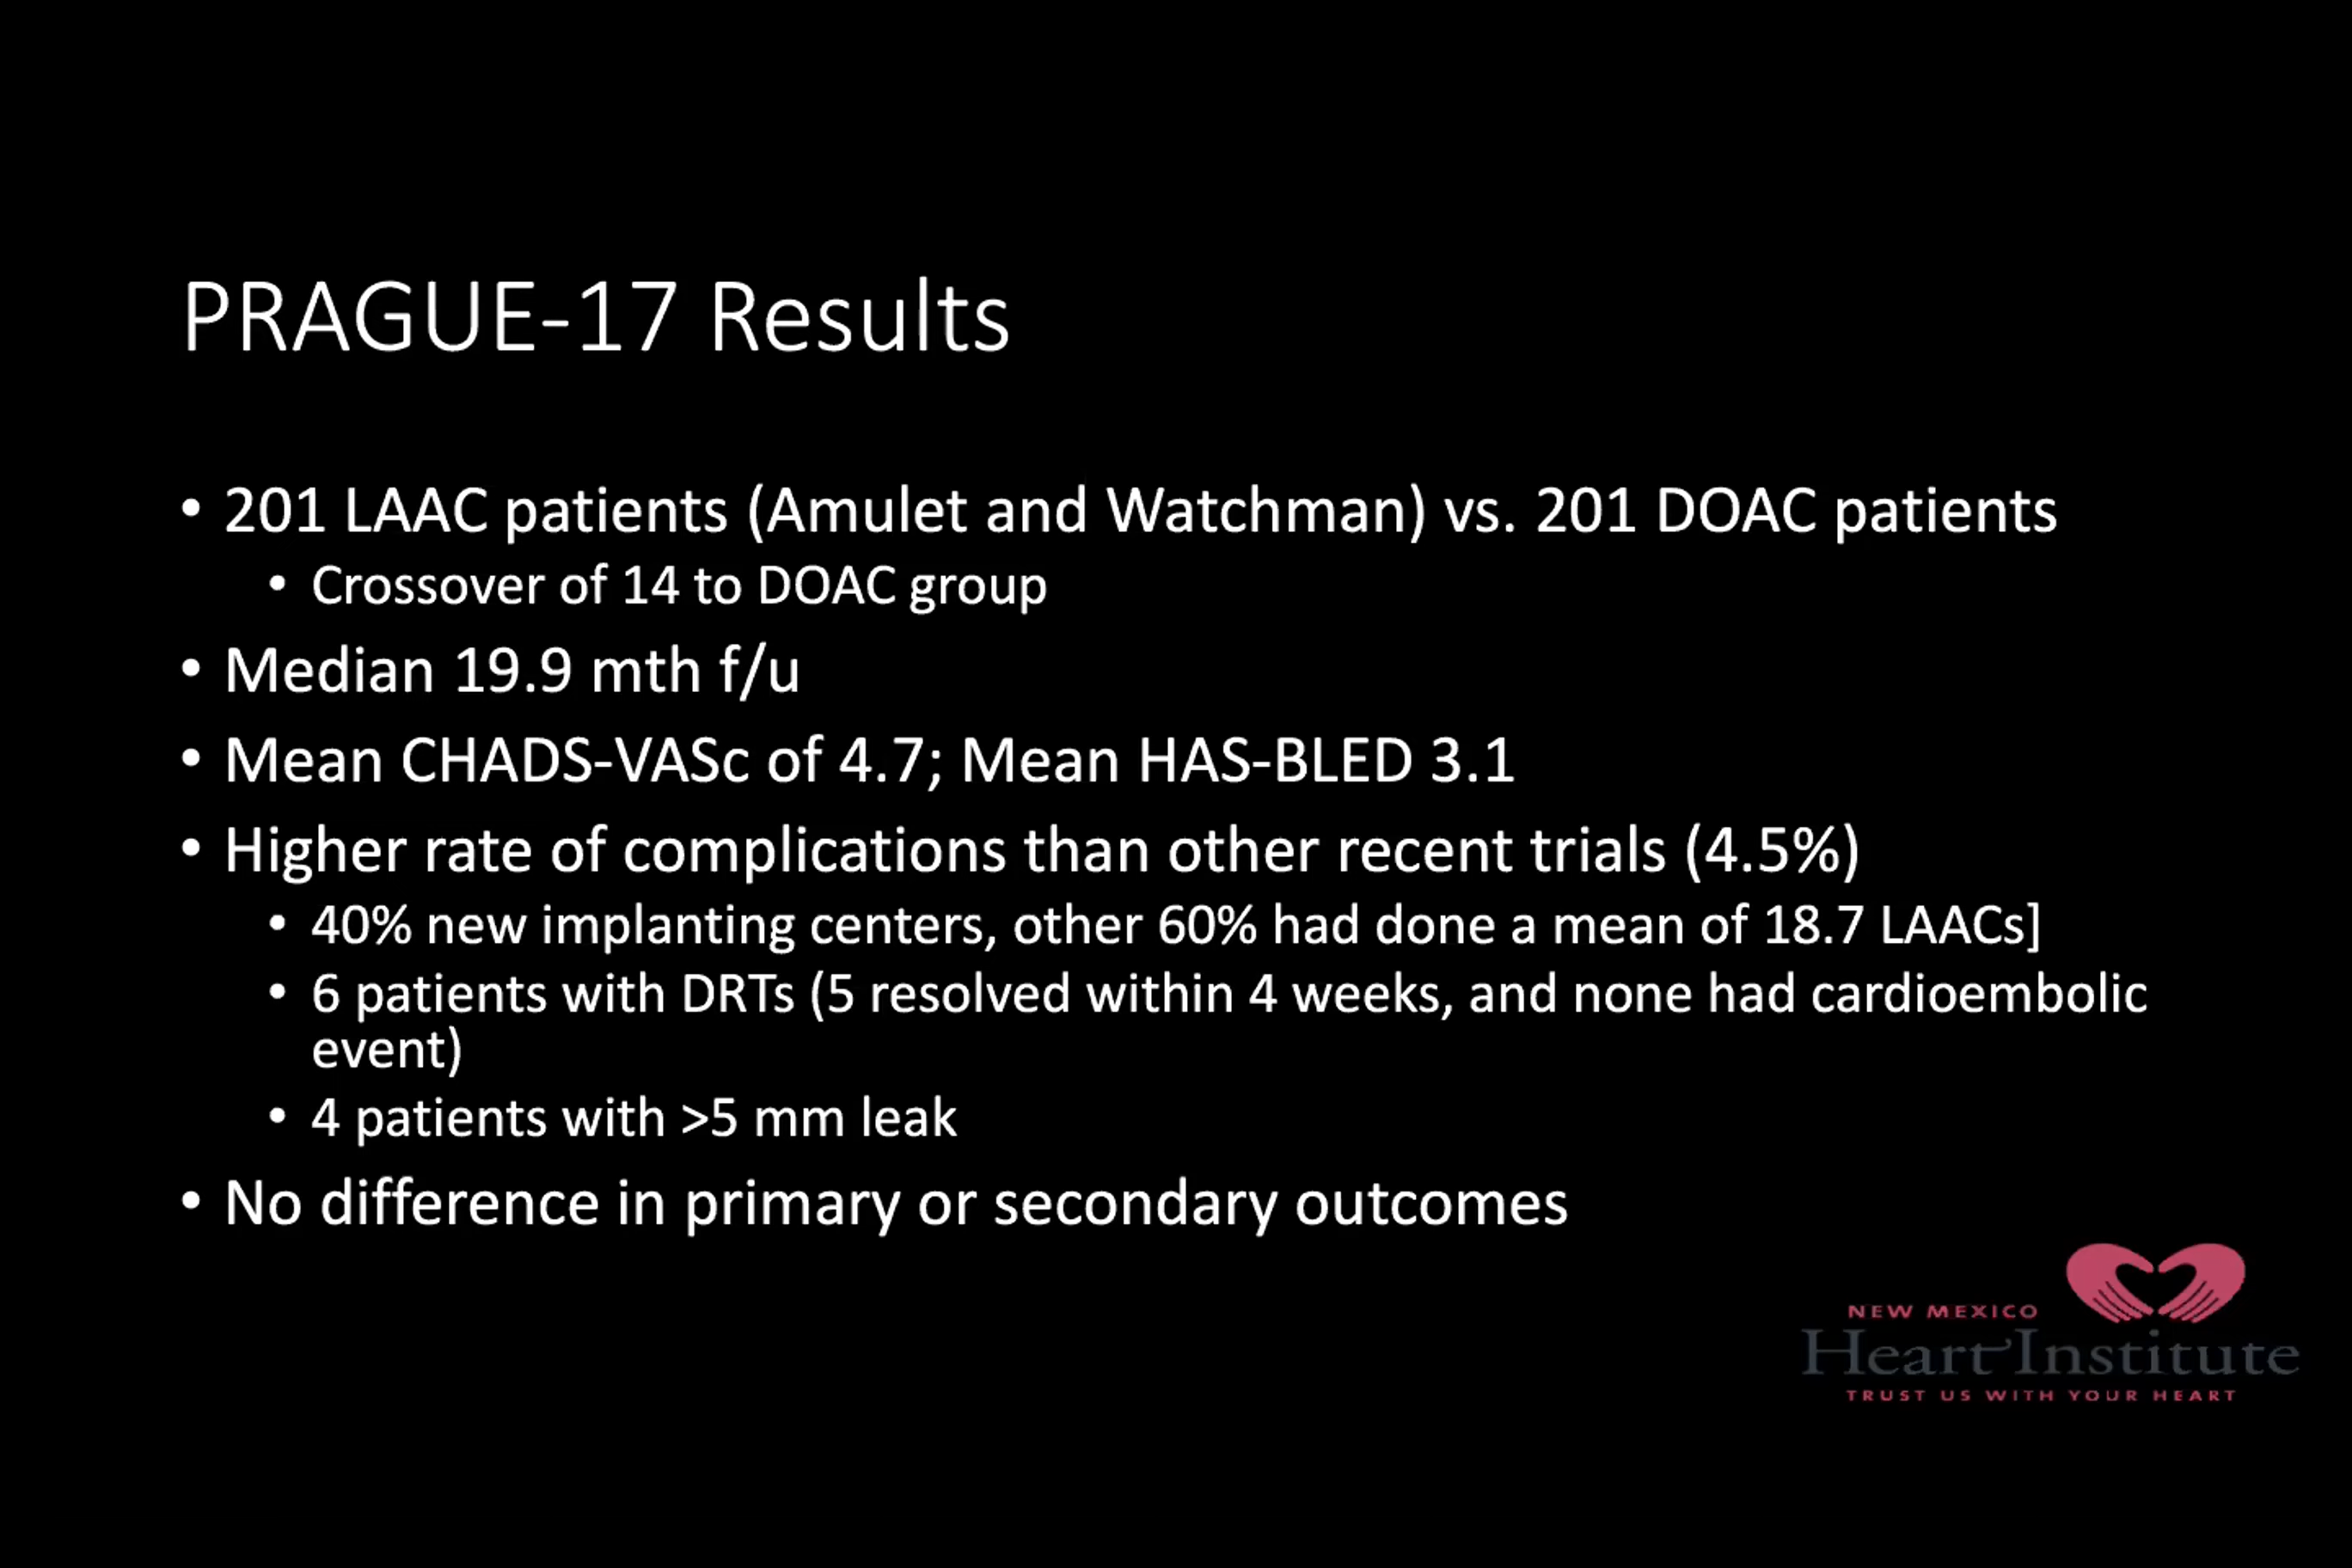 PRAGUE-17 Results
• 201 LAAC patients (Amulet and Watchman) vs. 201 DOAC patients
• Crossover of 14 to DOAC group
• Median 19.9 mth f/u
• Mean CHADS-VASc of 4.7; Mean HAS-BLED 3.1
• Higher rate of complications than other recent trials (4.5%)
• 40% new implanting centers, other 60% had done a mean of 18.7 LAACs]
• 6 patients with DRTs (5 resolved within 4 weeks, and none had cardioembolic
event)
• 4 patients with >5 mm leak
• No difference in primary or secondary outcomes
NEW MEXICO
Heart Institute
TRUST US WITH YOUR HEART